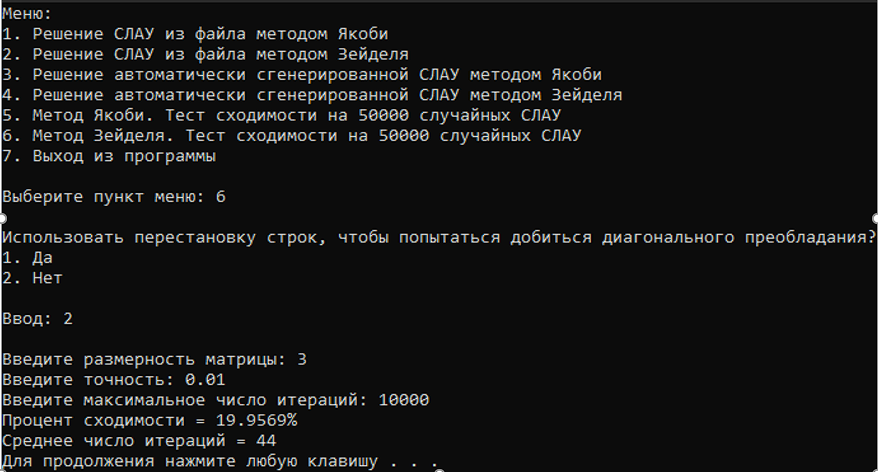 Меню:
1. Решение СЛАУ из файла методом Якоби
2. Решение СЛАУ из файла методом Зейделя
3. Решение автоматически сгенерированной СЛАУ методом Якоби
4. Решение автоматически сгенерированной СЛАУ методом Зейделя
5. Метод Якоби. Тест сходимости на 50000 случайных СЛАУ
6. Метод Зейделя. Тест сходимости на 50000 случайных СЛАУ
7. Выход из программы
Выберите пункт меню: 6
Использовать перестановку строк, чтобы попытаться добиться диагонального преобладания?
1. Да
2. Нет
Ввод: 2
Введите размерность матрицы: 3
Введите точность: 0.01
Введите максимальное число итераций: 10000
Процент сходимости = 19.9569%
Среднее число итераций = 44
Для продолжения нажмите любую клавишу . . .